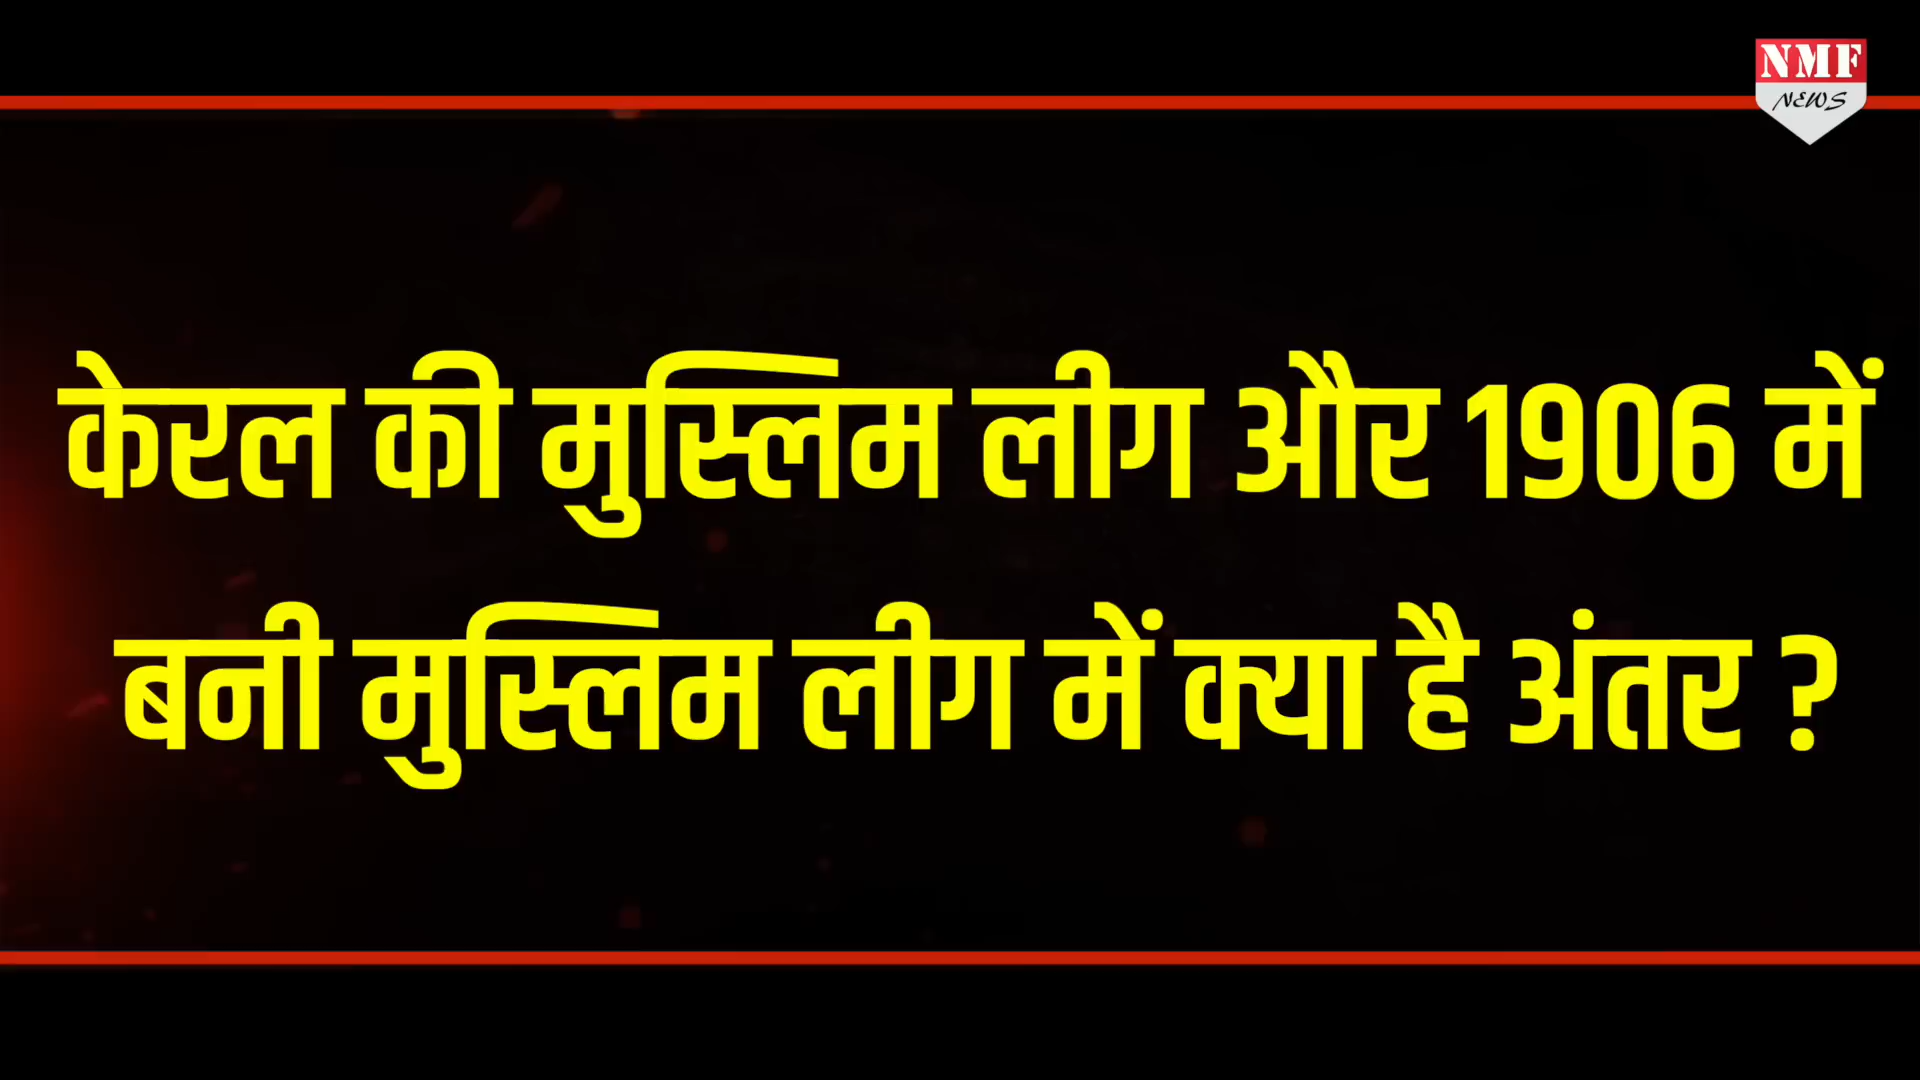 NMF
NEWS
केरल की मुस्लिम लीग और 1906 में
बनी मुस्लिम लीग में क्या है अंतर ?